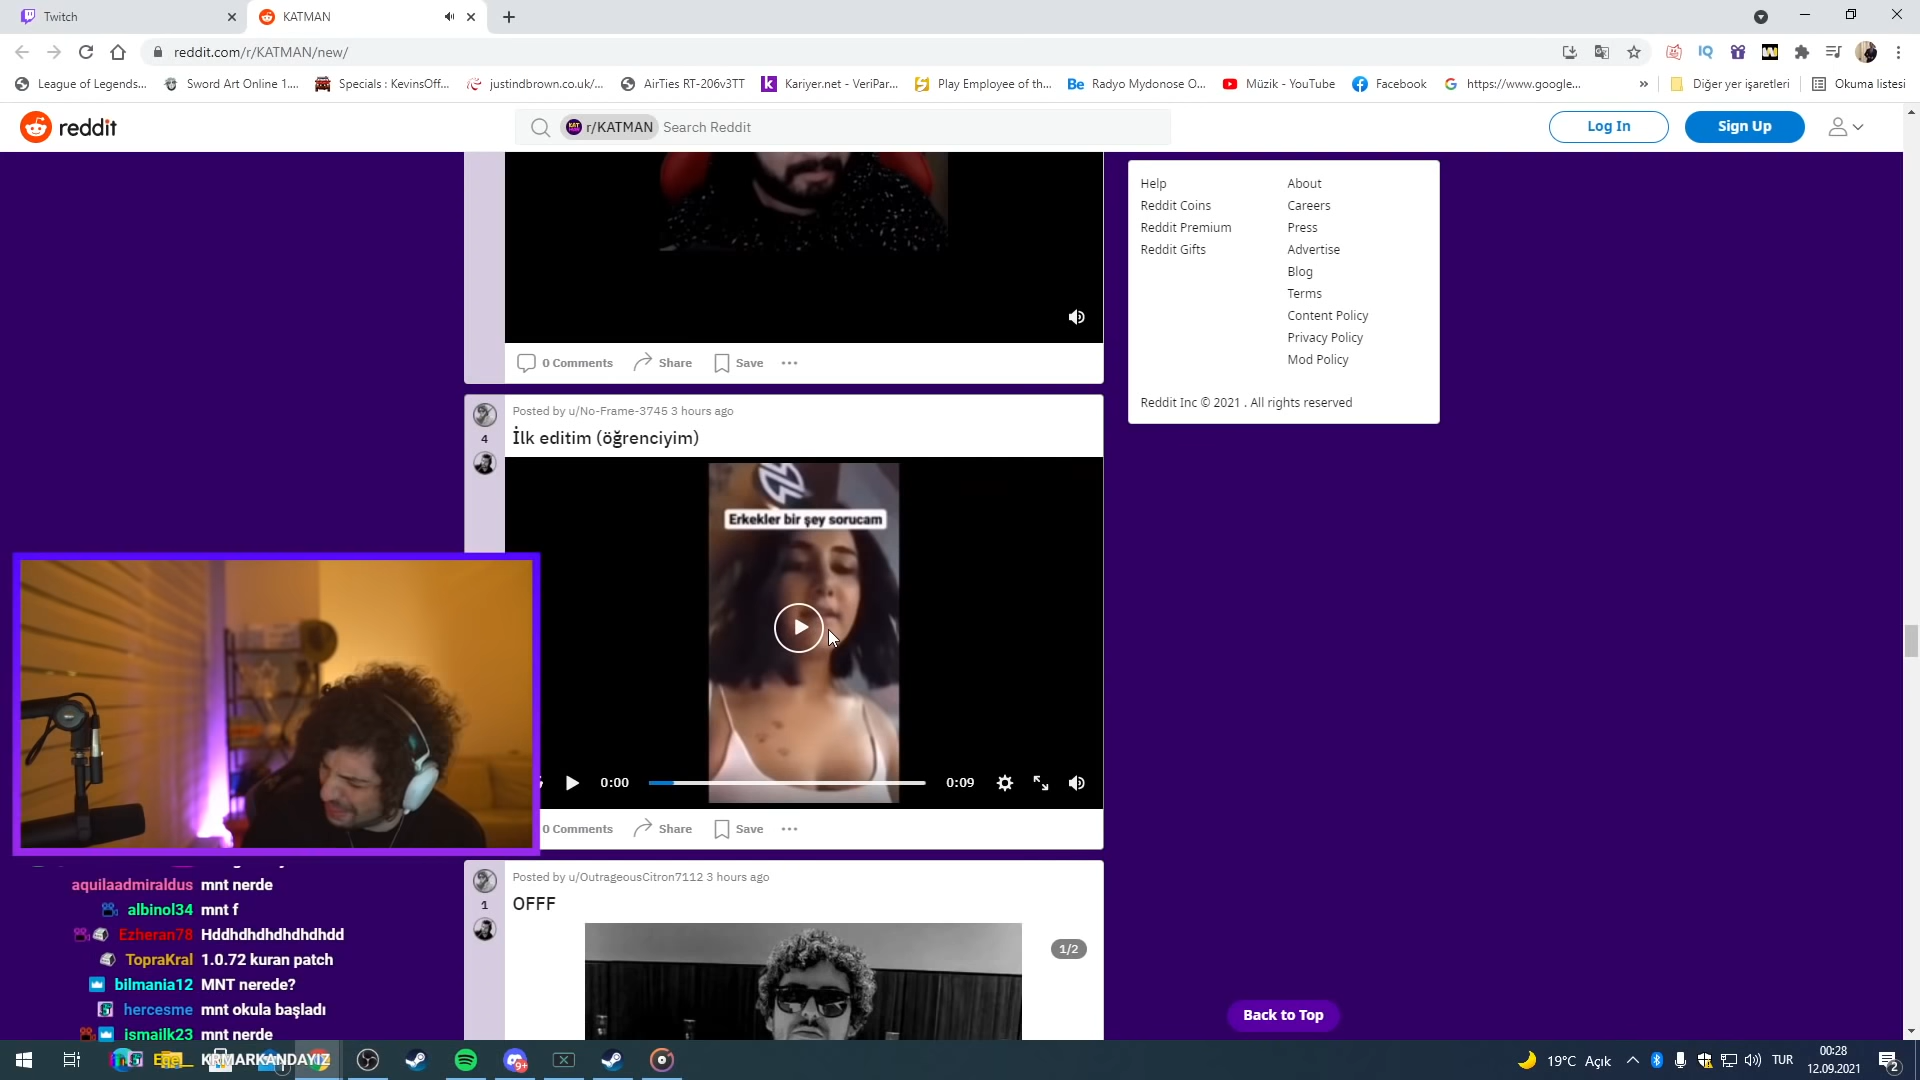 Twitch
KATMAN
reddit.com/r/KATMAN/new/
League of Legends...
Sword Art Online 1....
Specials : KevinsOff...
justindbrown.co.uk/...
AirTies RT-206v3TT
Kariyer.net - VeriPar...
Play Employee of th...
Radyo Mydonose O...
Müzik - YouTube
Facebook
https://www.google...
»
Diğer yer işaretleri
Okuma listesi
reddit
r/KATMAN
Search Reddit
Log In
Sign Up
Help
About
Reddit Coins
Careers
Reddit Premium
Press
Reddit Gifts
Advertise
Blog
Terms
Content Policy
Privacy Policy
Mod Policy
Reddit Inc © 2021 . All rights reserved
0 Comments
Share
Save
Posted by u/No-Frame-3745 3 hours ago
4
İlk editim (öğrenciyim)
Erkekler bir şey sorucam
0:00
0:09
0 Comments
Share
Save
Posted by u/OutrageousCitron7112 3 hours ago
1
OFFF
1/2
Back to Top
aquilaadmiraldus mnt nerde
albinol34 mnt f
Ezheran78 Hddhdhdhdhdhdhdd
TopraKral 1.0.72 kuran patch
bilmania12 MNT nerede?
hercesme mnt okula başladı
ismailk23 mnt nerde
KRMARKANDAYIZ
9+
19°C Açık
TUR
00:28
12.09.2021
2